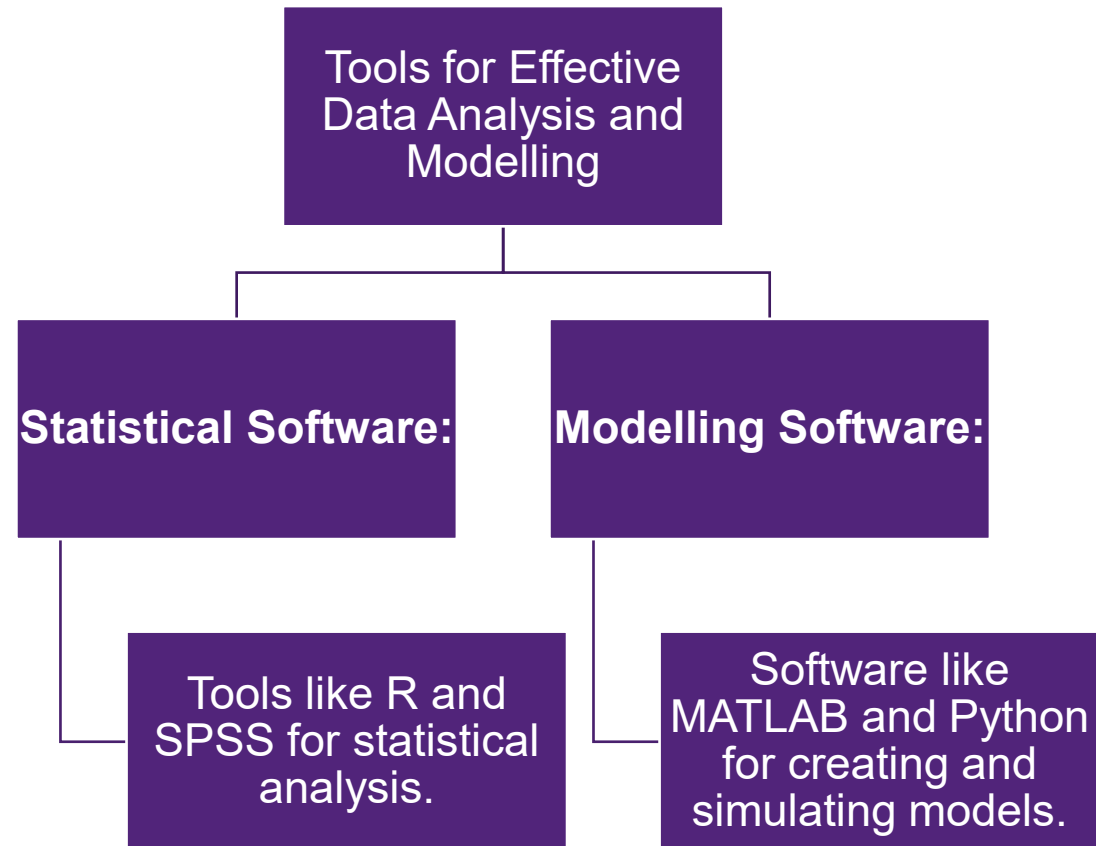 Tools for Effective
Data Analysis and
Modelling
Statistical Software:
Modelling Software:
Tools like R and
SPSS for statistical
analysis.
Software like
MATLAB and Python
for creating and
simulating models.